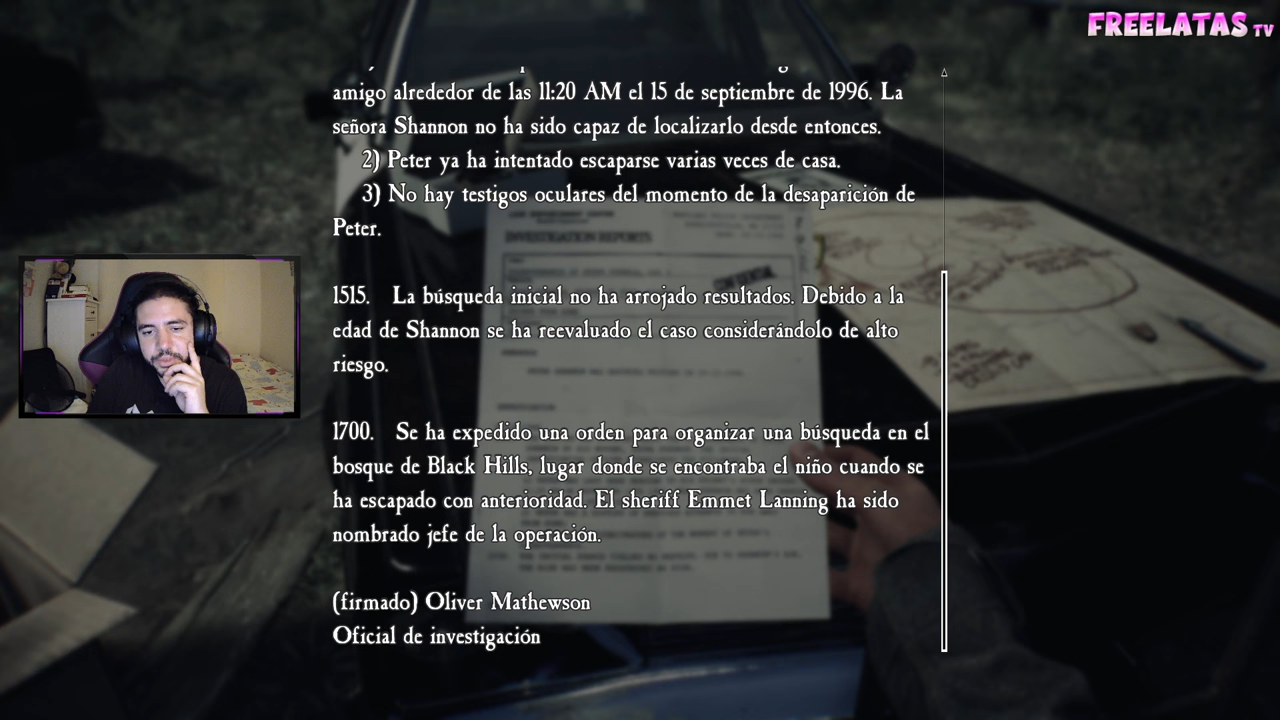 FREELATAS TV
amigo alrededor de las 11:20 AM el 15 de septiembre de 1996. La
señora Shannon no ha sido capaz de localizarlo desde entonces.
2) Peter ya ha intentado escaparse varias veces de casa.
3) No hay testigos oculares del momento de la desaparición de
Peter.
1515. La búsqueda inicial no ha arrojado resultados. Debido a la
edad de Shannon se ha reevaluado el caso considerándolo de alto
riesgo.
1700. Se ha expedido una orden para organizar una búsqueda en el
bosque de Black Hills, lugar donde se encontraba el niño cuando se
ha escapado con anterioridad. El sheriff Emmet Lanning ha sido
nombrado jefe de la operación.
(firmado) Oliver Mathewson
Oficial de investigación
INVESTIGATION REPORTS